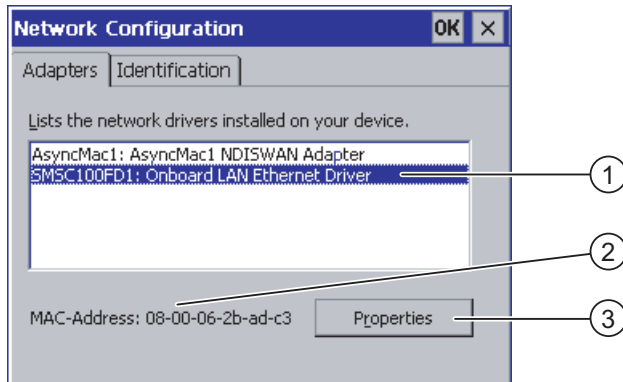 Network Configuration OK ×
Adapters Identification
Lists the network drivers installed on your device.
AsyncMac1: AsyncMac1 NDISWAN Adapter
SMSC100FD1: Onboard LAN Ethernet Driver
1
2
MAC-Address: 08-00-06-2b-ad-c3 Properties
3